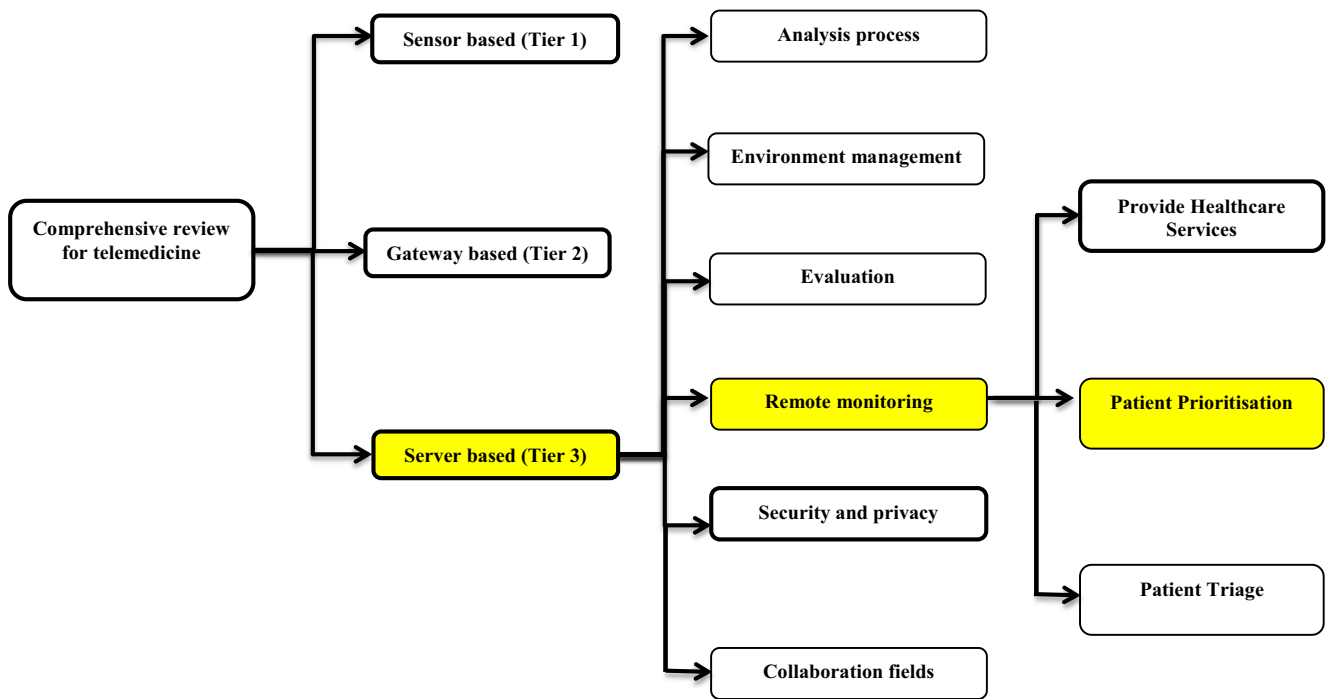 Comprehensive review
for telemedicine
Sensor based (Tier 1)
Gateway based (Tier 2)
Server based (Tier 3)
Analysis process
Environment management
Evaluation
Remote monitoring
Security and privacy
Collaboration fields
Provide Healthcare
Services
Patient Prioritisation
Patient Triage